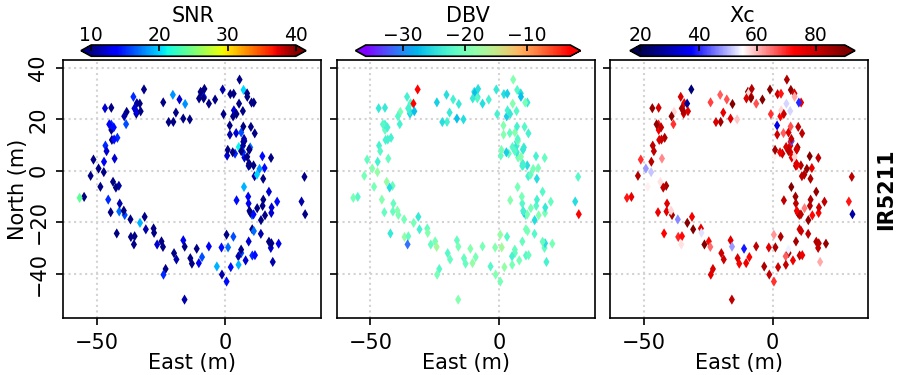 SNR
DBV
Xc
10 20 30 40
−30 −20 −10
20 40 60 80
40
20
0
−20
−40
North (m)
−50 0
−50 0
−50 0
East (m)
East (m)
East (m)
IR5211